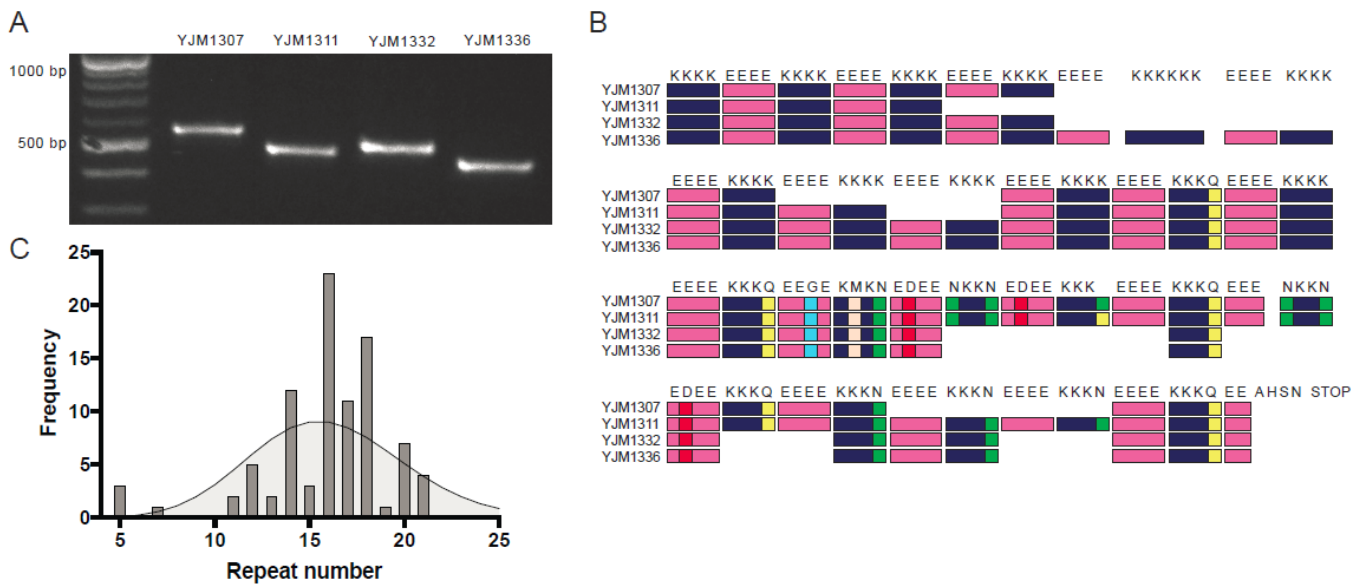 A
YJM1307 YJM1311 YJM1332 YJM1336
1000 bp
500 bp
B
KKKK EEEE KKKK EEEE KKKK EEEE KKKK EEEE KKKKKK EEEE KKKK
YJM1307
YJM1311
YJM1332
YJM1336
EEEE KKKK EEEE KKKK EEEE KKKK EEEE KKKK EEEE KKKQ EEEE KKKK
YJM1307
YJM1311
YJM1332
YJM1336
EEEE KKKQ EEGE KMKN EDEE NKKN EDEE KKK EEEE KKKQ EEE NKKN
YJM1307
YJM1311
YJM1332
YJM1336
EDEE KKKQ EEEE KKKN EEEE KKKN EEEE KKKN EEEE KKKQ EE AHSN STOP
YJM1307
YJM1311
YJM1332
YJM1336
C
Frequency
25
20
15
10
5
0
5 10 15 20 25
Repeat number